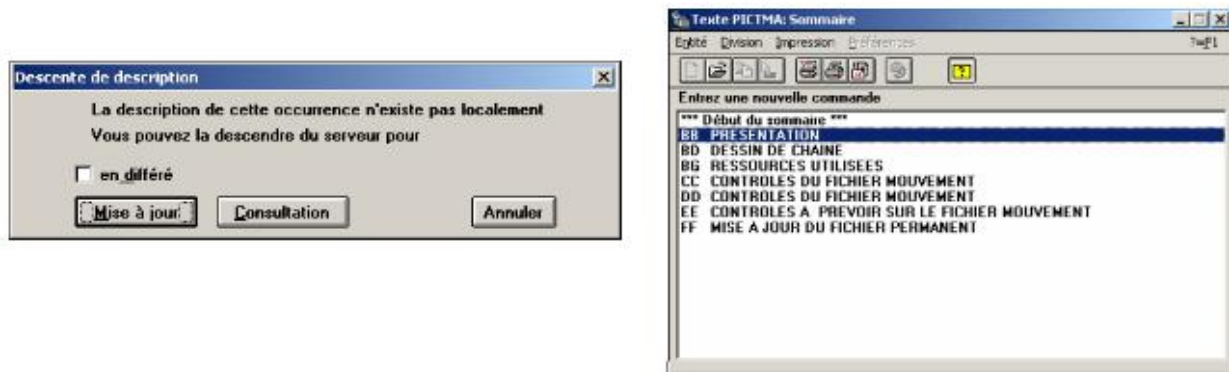 Descente de description
La description de cette occurrence n'existe pas localement
Vous pouvez la descendre du serveur pour
en différé
Mise à jour
Consultation
Annuler
Texte PICTMA: Sommaire
Entité Division Impression Préférences ?=F1
Entrez une nouvelle commande
*** Début du sommaire ***
BB PRESENTATION
BD DESSIN DE CHAINE
BG RESSOURCES UTILISEES
CC CONTROLES DU FICHIER MOUVEMENT
DD CONTROLES DU FICHIER MOUVEMENT
EE CONTROLES A PREVOIR SUR LE FICHIER MOUVEMENT
FF MISE A JOUR DU FICHIER PERMANENT